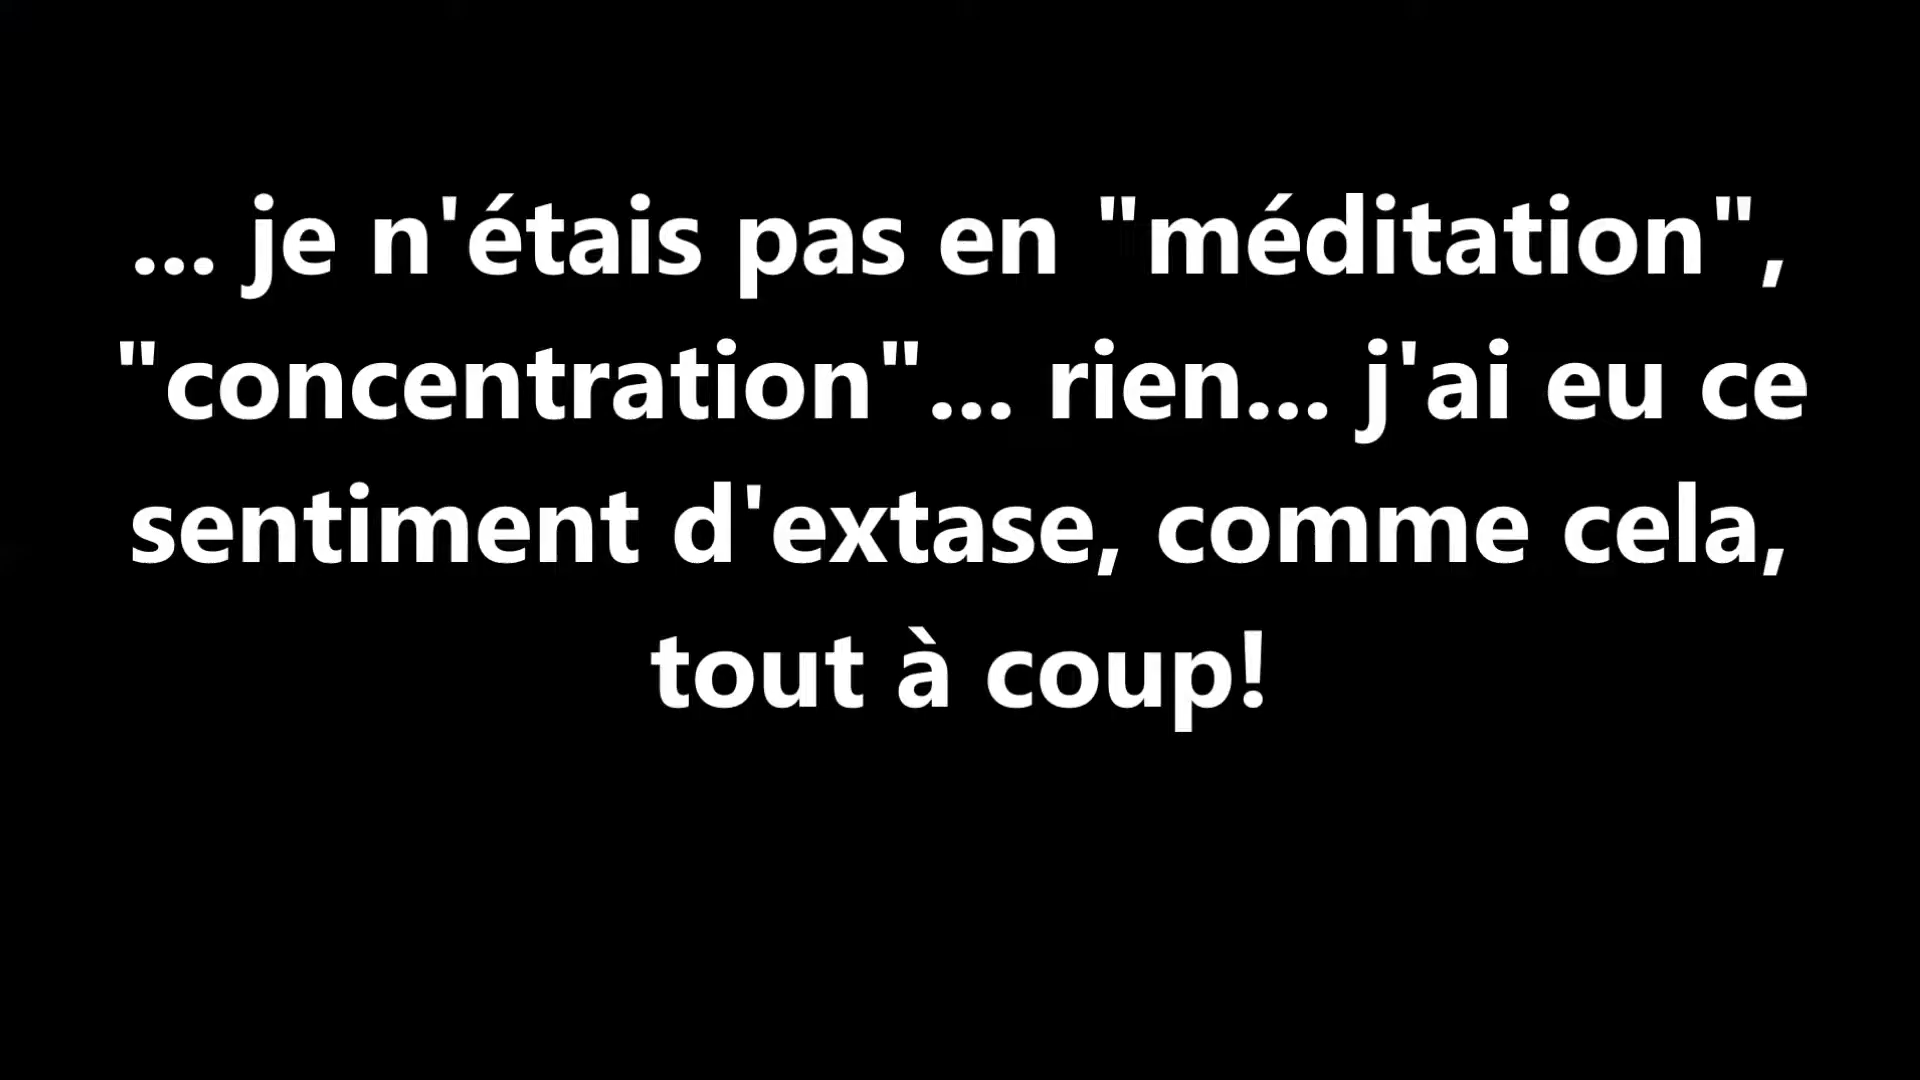 ... je n'étais pas en "méditation",
"concentration"... rien... j'ai eu ce
sentiment d'extase, comme cela,
tout à coup!